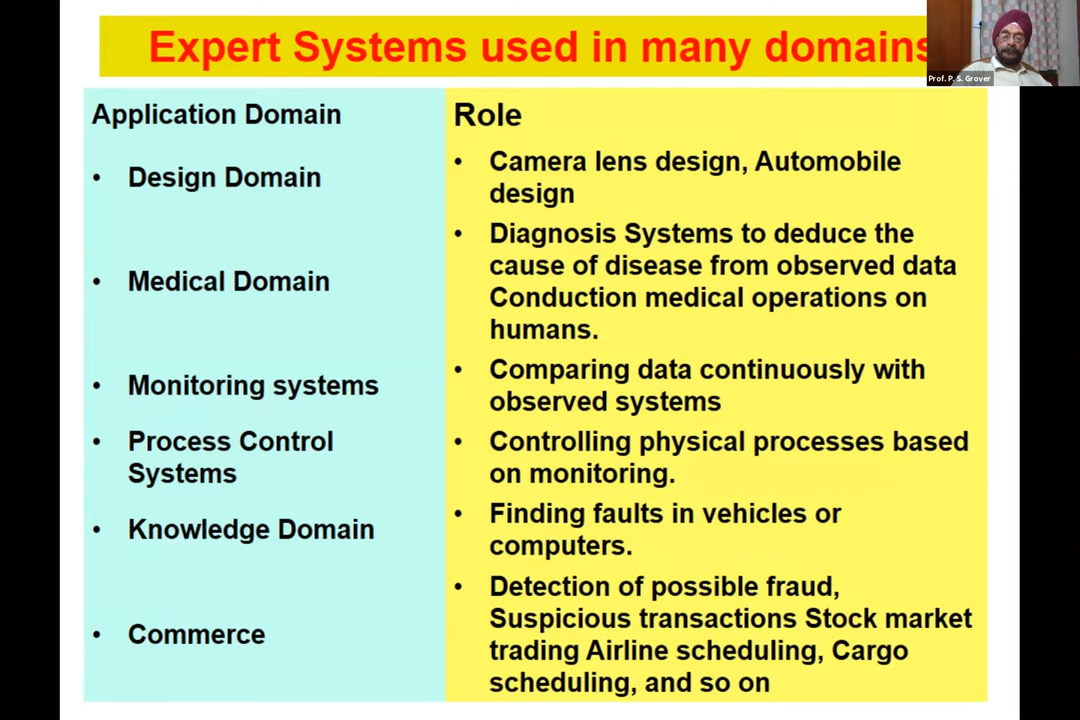 Expert Systems used in many domains
Prof. P. S. Grover
Application Domain
Role
• Design Domain
• Camera lens design, Automobile
design
• Medical Domain
• Diagnosis Systems to deduce the
cause of disease from observed data
Conduction medical operations on
humans.
• Monitoring systems
• Comparing data continuously with
observed systems
• Process Control
Systems
• Controlling physical processes based
on monitoring.
• Knowledge Domain
• Finding faults in vehicles or
computers.
• Commerce
• Detection of possible fraud,
Suspicious transactions Stock market
trading Airline scheduling, Cargo
scheduling, and so on